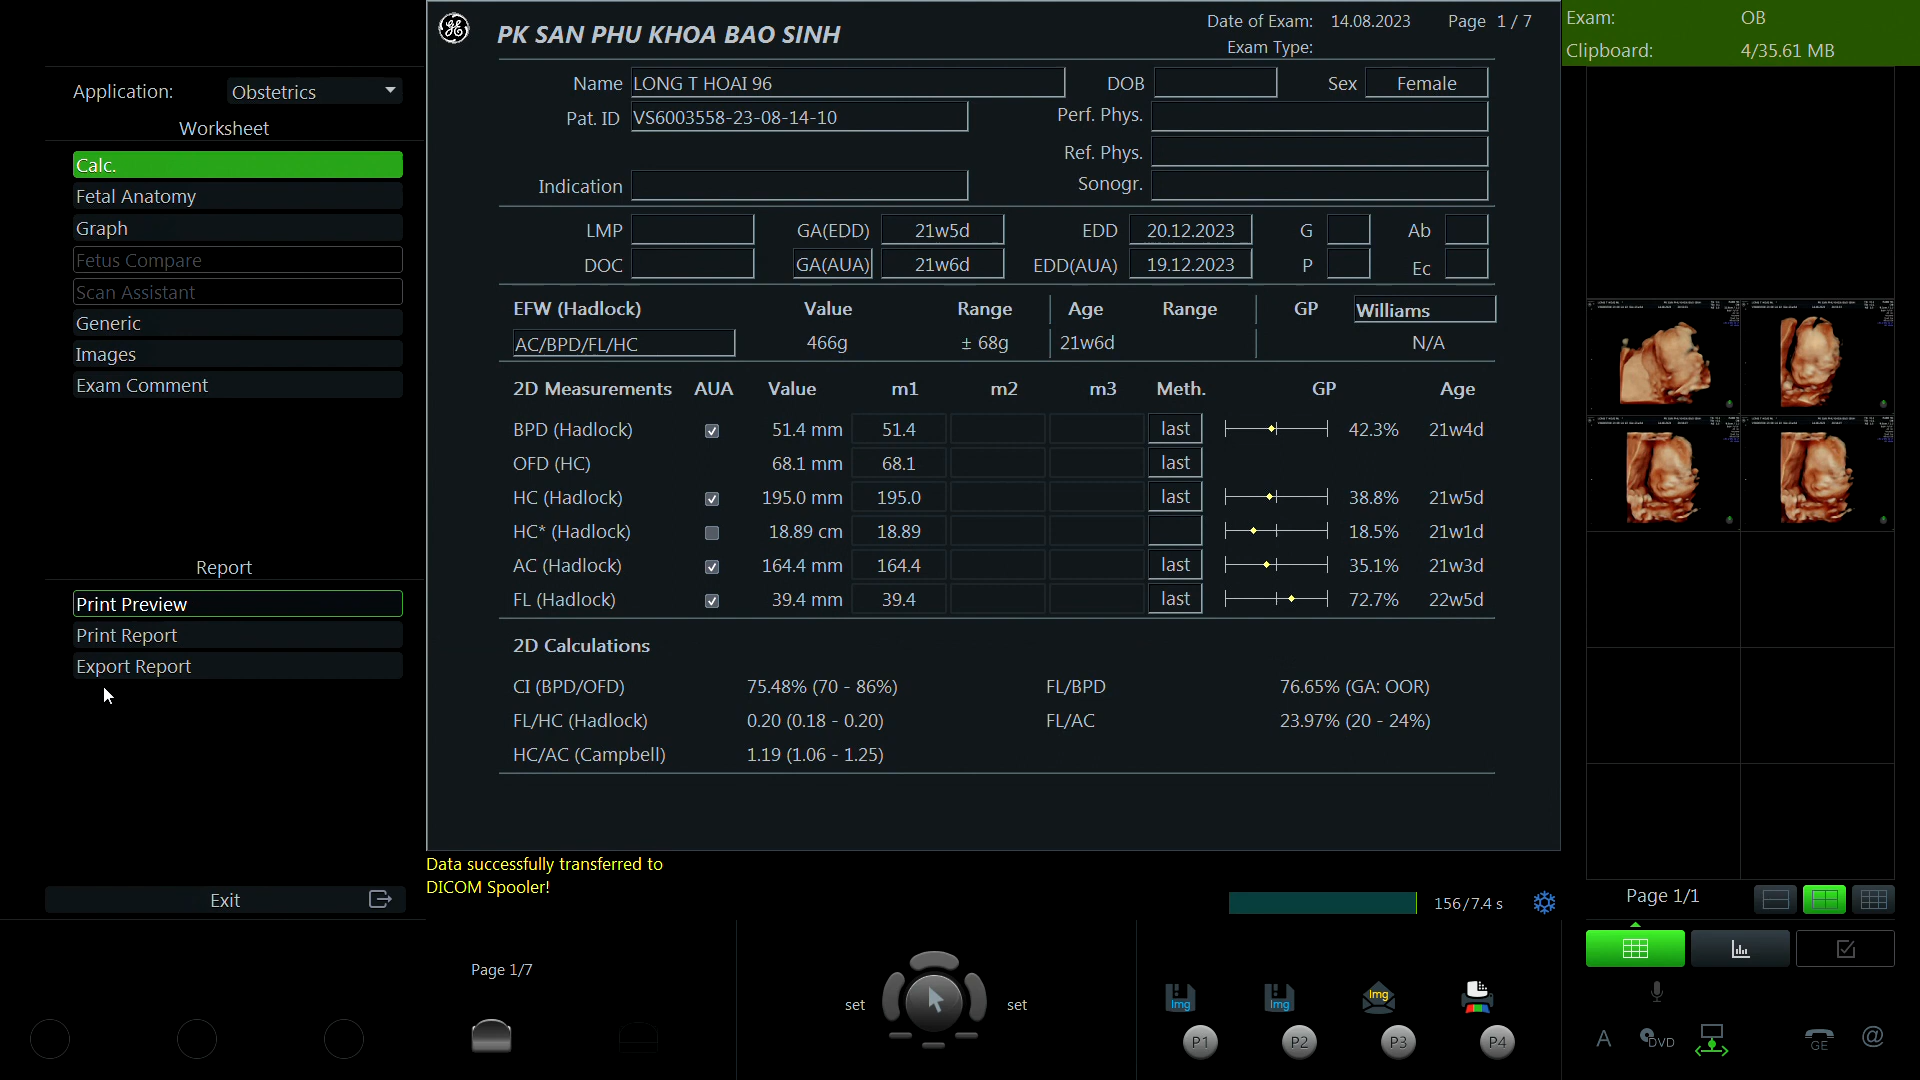 PK SAN PHU KHOA BAO SINH
Date of Exam: 14.08.2023 Page 1 / 7
Exam Type:
Name LONG T HOAI 96 DOB Sex Female
Pat. ID VS6003558-23-08-14-10 Perf. Phys.
Ref. Phys.
Indication Sonogr.
LMP GA(EDD) 21w5d EDD 20.12.2023 G Ab
DOC GA(AUA) 21w6d EDD(AUA) 19.12.2023 P Ec
EFW (Hadlock) Value Range Age Range GP Williams
AC/BPD/FL/HC 466g ± 68g 21w6d N/A
2D Measurements AUA Value m1 m2 m3 Meth. GP Age
BPD (Hadlock) 51.4 mm 51.4 last 42.3% 21w4d
OFD (HC) 68.1 mm 68.1 last
HC (Hadlock) 195.0 mm 195.0 last 38.8% 21w5d
HC* (Hadlock) 18.89 cm 18.89 18.5% 21w1d
AC (Hadlock) 164.4 mm 164.4 last 35.1% 21w3d
FL (Hadlock) 39.4 mm 39.4 last 72.7% 22w5d
2D Calculations
CI (BPD/OFD) 75.48% (70 - 86%) FL/BPD 76.65% (GA: OOR)
FL/HC (Hadlock) 0.20 (0.18 - 0.20) FL/AC 23.97% (20 - 24%)
HC/AC (Campbell) 1.19 (1.06 - 1.25)
Application: Obstetrics
Worksheet
Calc.
Fetal Anatomy
Graph
Fetus Compare
Scan Assistant
Generic
Images
Exam Comment
Report
Print Preview
Print Report
Export Report
Exit
Exam: OB
Clipboard: 4/35.61 MB
Data successfully transferred to
DICOM Spooler!
156/7.4 s
Page 1/1
Page 1/7
set set
Img Img Img
P1 P2 P3 P4
A DVD GE @